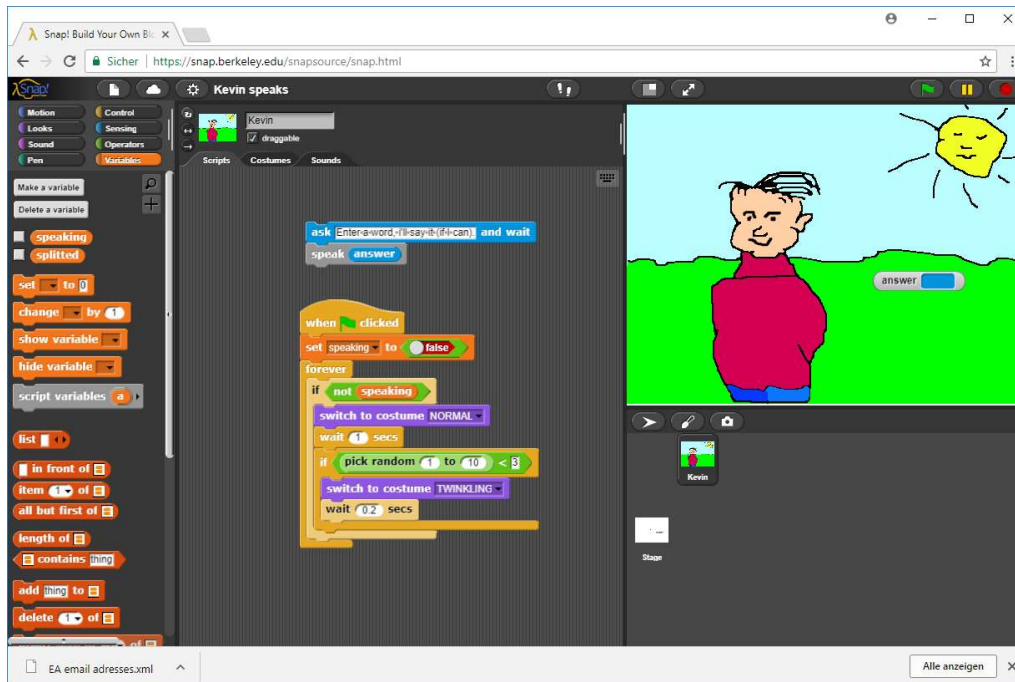 Snap! Build Your Own Blo
Sicher | https://snap.berkeley.edu/snapsource/snap.html
Snap!
Kevin speaks
Motion
Control
Looks
Sensing
Sound
Operators
Pen
Variables
Make a variable
Delete a variable
speaking
splitted
set to 0
change by 1
show variable
hide variable
script variables a
list
in front of
item 1 of
all but first of
length of
contains thing
add thing to
delete 1 of
Kevin
draggable
Scripts Costumes Sounds
ask Enter-a-word,-I'll-say-it-(if-I-can). and wait
speak answer
when clicked
set speaking to false
forever
if not speaking
switch to costume NORMAL
wait 1 secs
if pick random 1 to 10 < 3
switch to costume TWINKLING
wait 0.2 secs
answer
Kevin
Stage
EA email adresses.xml
Alle anzeigen